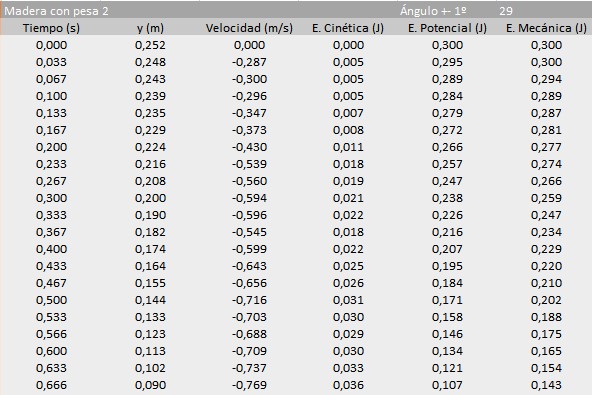 Madera con pesa 2 Ángulo +- 1º 29
Tiempo (s) y (m) Velocidad (m/s) E. Cinética (J) E. Potencial (J) E. Mecánica (J)
0,000 0,252 0,000 0,000 0,300 0,300
0,033 0,248 -0,287 0,005 0,295 0,300
0,067 0,243 -0,300 0,005 0,289 0,294
0,100 0,239 -0,296 0,005 0,284 0,289
0,133 0,235 -0,347 0,007 0,279 0,287
0,167 0,229 -0,373 0,008 0,272 0,281
0,200 0,224 -0,430 0,011 0,266 0,277
0,233 0,216 -0,539 0,018 0,257 0,274
0,267 0,208 -0,560 0,019 0,247 0,266
0,300 0,200 -0,594 0,021 0,238 0,259
0,333 0,190 -0,596 0,022 0,226 0,247
0,367 0,182 -0,545 0,018 0,216 0,234
0,400 0,174 -0,599 0,022 0,207 0,229
0,433 0,164 -0,643 0,025 0,195 0,220
0,467 0,155 -0,656 0,026 0,184 0,210
0,500 0,144 -0,716 0,031 0,171 0,202
0,533 0,133 -0,703 0,030 0,158 0,188
0,566 0,123 -0,688 0,029 0,146 0,175
0,600 0,113 -0,709 0,030 0,134 0,165
0,633 0,102 -0,737 0,033 0,121 0,154
0,666 0,090 -0,769 0,036 0,107 0,143